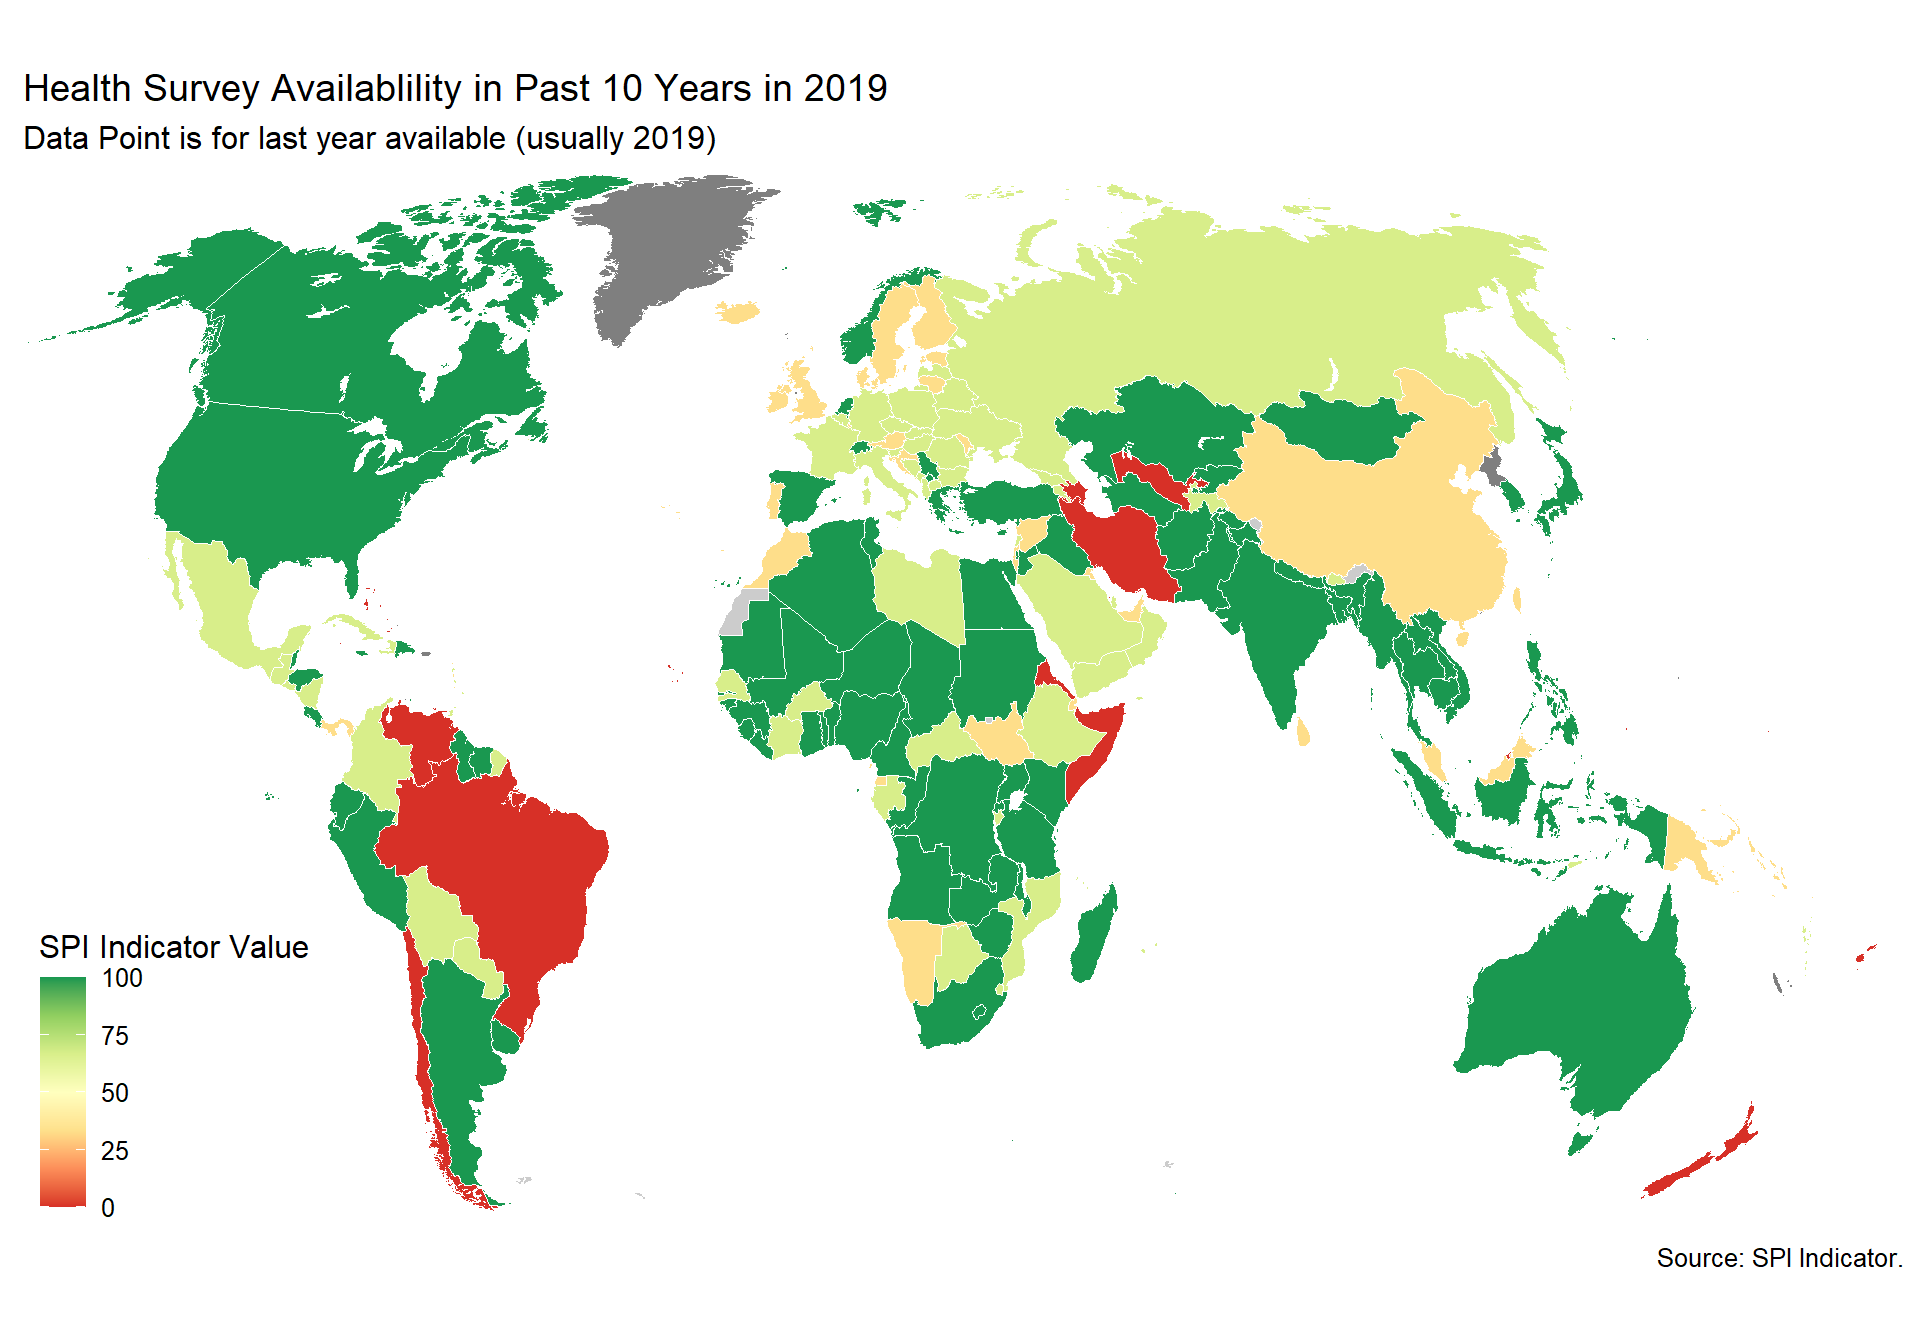 Health Survey Availablility in Past 10 Years in 2019
Data Point is for last year available (usually 2019)
SPI Indicator Value
100
75
50
25
0
Source: SPI Indicator.